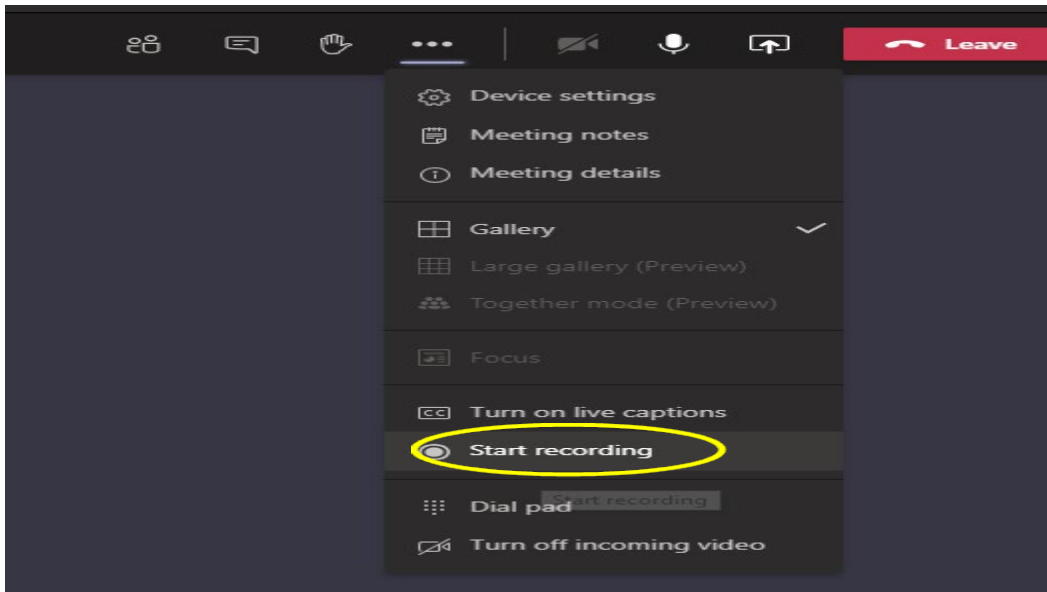 Leave
Device settings
Meeting notes
Meeting details
Gallery
Large gallery (Preview)
Together mode (Preview)
Focus
CC Turn on live captions
Start recording
Start recording
Dial pad
Turn off incoming video